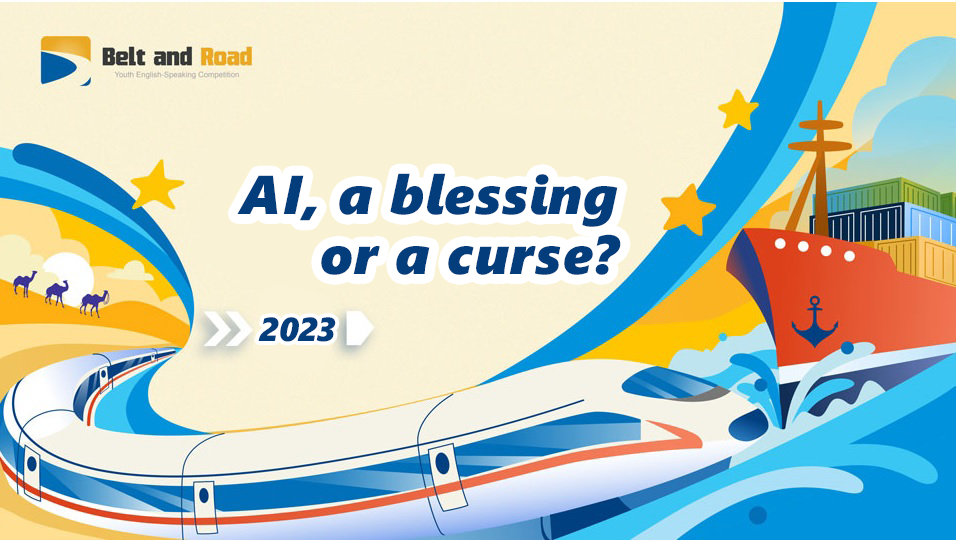 Belt and Road
Youth English-Speaking Competition
AI, a blessing
or a curse?
2023